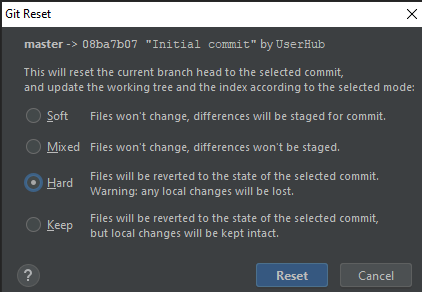 Git Reset
master -> 08ba7b07 "Initial commit" by UserHub
This will reset the current branch head to the selected commit,
and update the working tree and the index according to the selected mode:
Soft Files won't change, differences will be staged for commit.
Mixed Files won't change, differences won't be staged.
Hard Files will be reverted to the state of the selected commit.
Warning: any local changes will be lost.
Keep Files will be reverted to the state of the selected commit,
but local changes will be kept intact.
? Reset Cancel